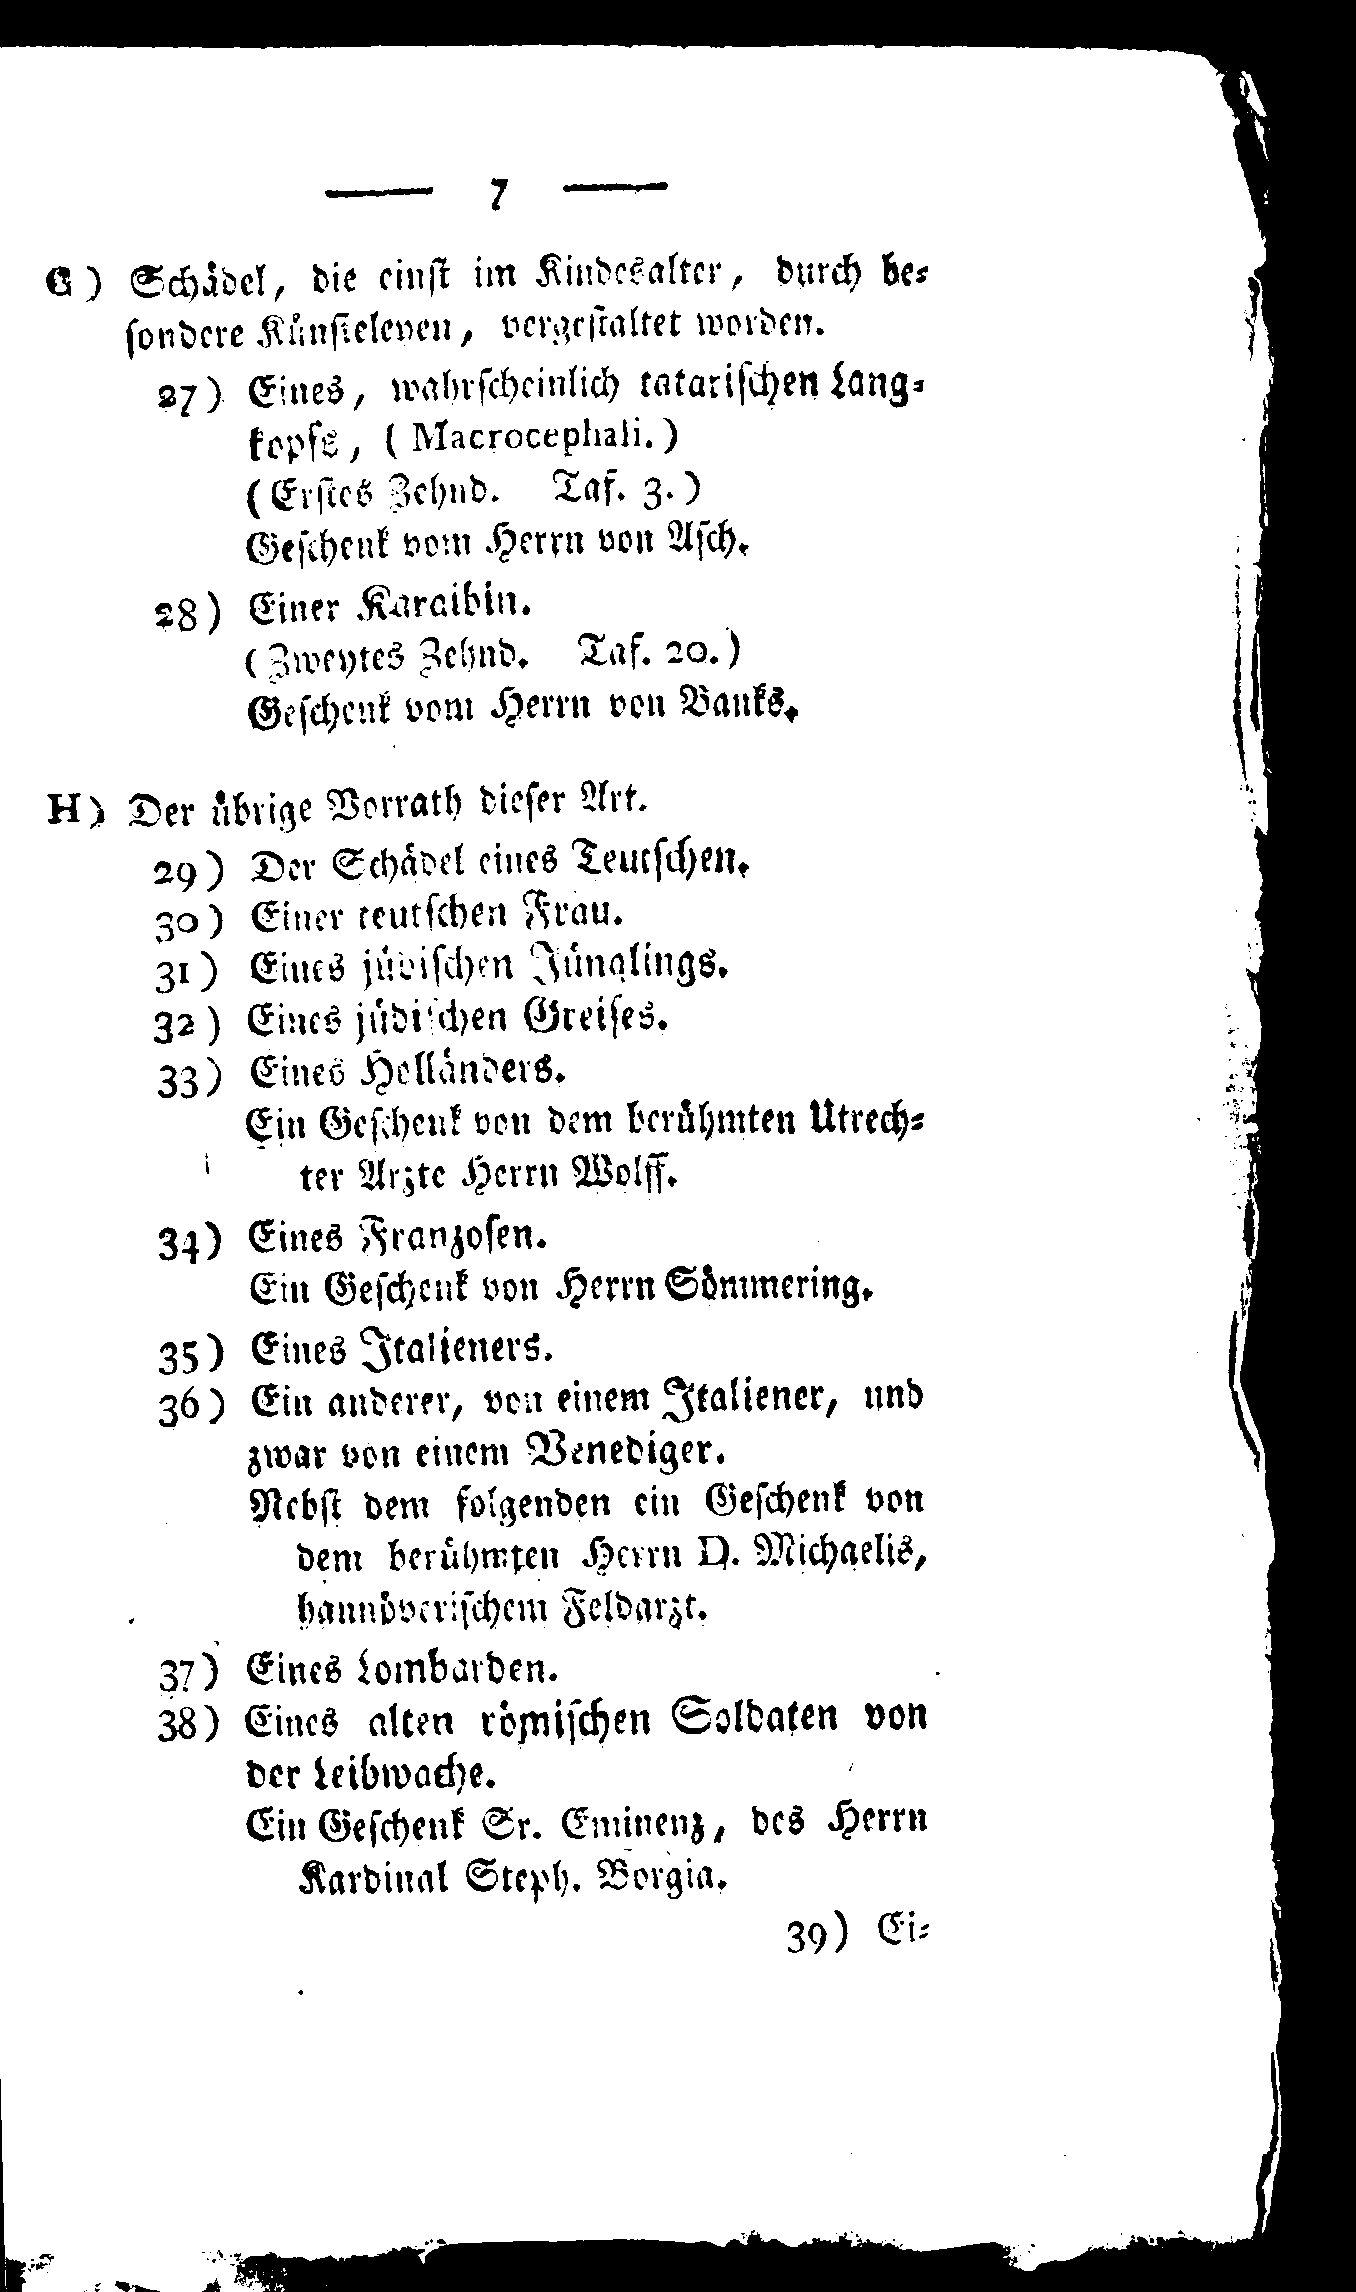 — 7 —
G) Schädel, die einst im Kindesalter, durch be-
sondere Künsteleyen, vergestaltet worden.
27) Eines, wahrscheinlich tatarischen Lang-
kopfs, (Macrocephali.)
(Erstes Zehnd. Taf. 3.)
Geschenk vom Herrn von Asch.
28) Einer Karaibin.
(Zweytes Zehnd. Taf. 20.)
Geschenk vom Herrn von Banks.
H) Der übrige Vorrath dieser Art.
29) Der Schädel eines Teutschen.
30) Einer teutschen Frau.
31) Eines jüdischen Jünglings.
32) Eines jüdischen Greises.
33) Eines Holländers.
Ein Geschenk von dem berühmten Utrech-
ter Arzte Herrn Wolff.
34) Eines Franzosen.
Ein Geschenk von Herrn Sömmering.
35) Eines Italieners.
36) Ein anderer, von einem Italiener, und
zwar von einem Venediger.
Nebst dem folgenden ein Geschenk von
dem berühmten Herrn D. Michaelis,
hannöverischem Feldarzt.
37) Eines Lombarden.
38) Eines alten römischen Soldaten von
der Leibwache.
Ein Geschenk Sr. Eminenz, des Herrn
Kardinal Steph. Borgia.
39) Ei-